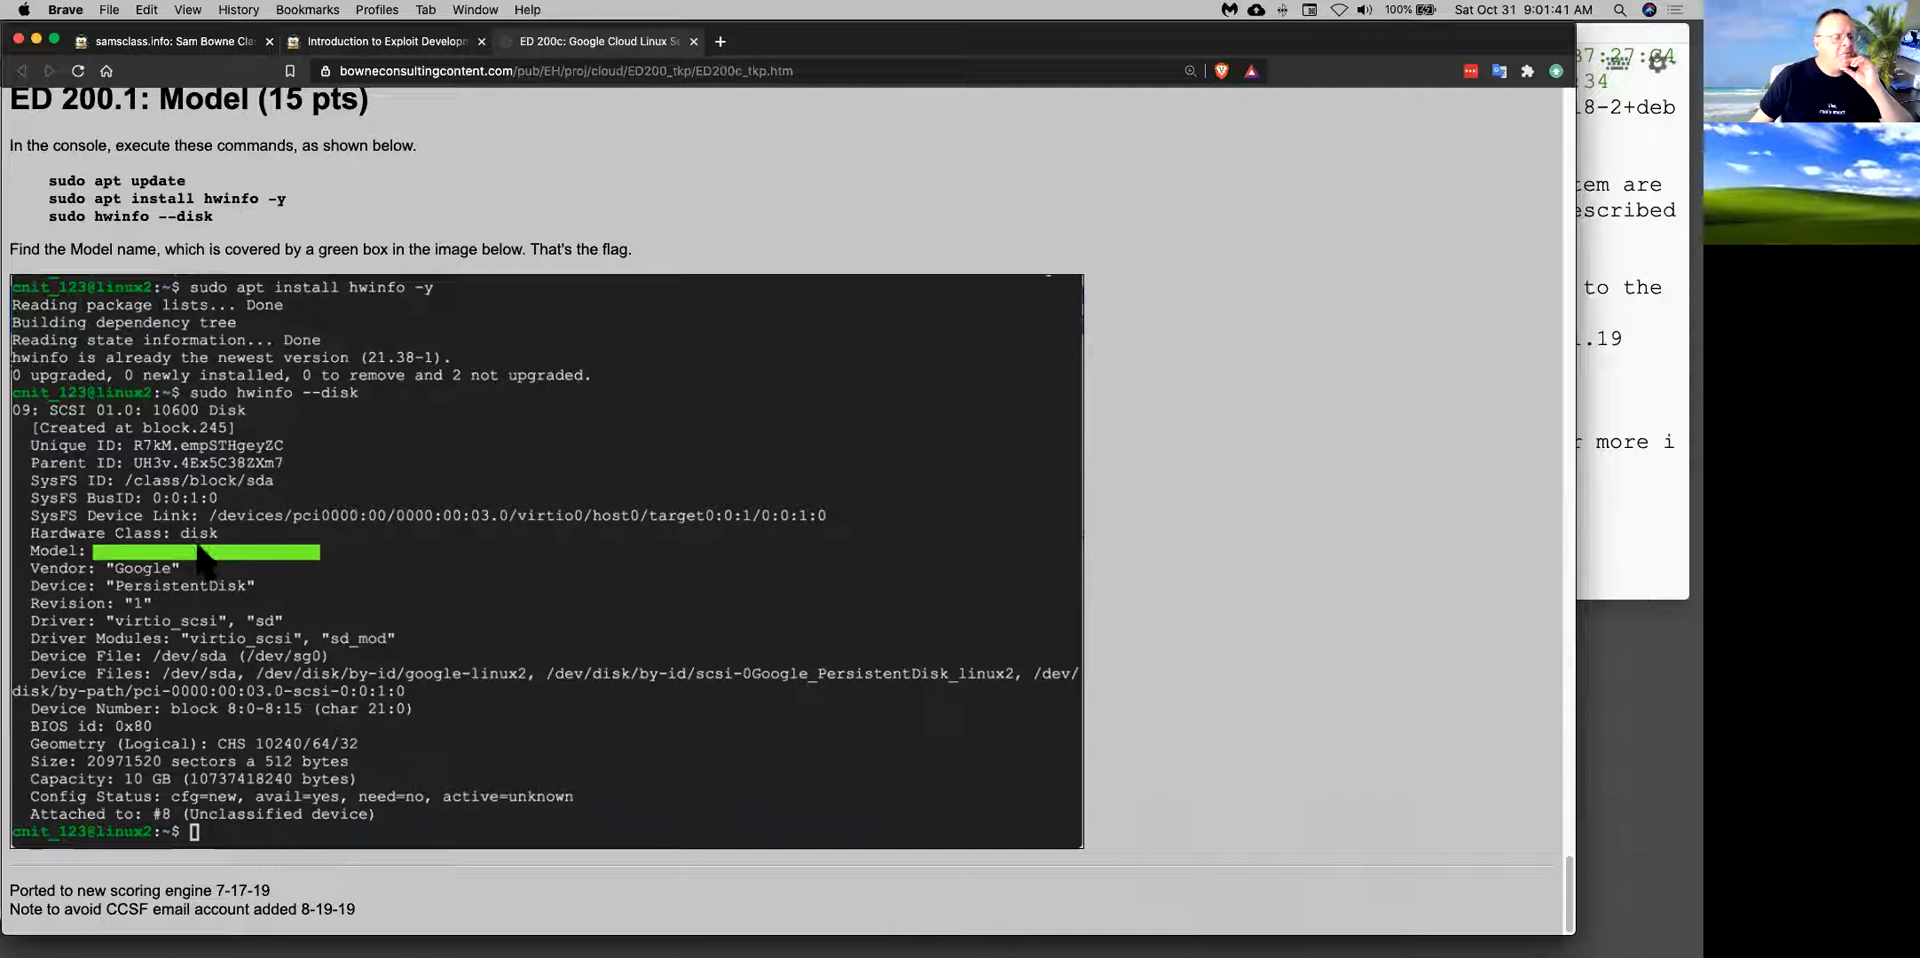 Brave File Edit View History Bookmarks Profiles Tab Window Help 100% Sat Oct 31 9:01:41 AM
samsclass.info: Sam Bowne Cla Introduction to Exploit Developm ED 200c: Google Cloud Linux Se
bowneconsultingcontent.com/pub/EH/proj/cloud/ED200_tkp/ED200c_tkp.htm
ED 200.1: Model (15 pts)
In the console, execute these commands, as shown below.
sudo apt update
sudo apt install hwinfo -y
sudo hwinfo --disk
Find the Model name, which is covered by a green box in the image below. That's the flag.
cnit_123@linux2:~$ sudo apt install hwinfo -y
Reading package lists... Done
Building dependency tree
Reading state information... Done
hwinfo is already the newest version (21.38-1).
0 upgraded, 0 newly installed, 0 to remove and 2 not upgraded.
cnit_123@linux2:~$ sudo hwinfo --disk
09: SCSI 01.0: 10600 Disk
[Created at block.245]
Unique ID: R7kM.empSTHgeyZC
Parent ID: UH3v.4Ex5C38ZXm7
SysFS ID: /class/block/sda
SysFS BusID: 0:0:1:0
SysFS Device Link: /devices/pci0000:00/0000:00:03.0/virtio0/host0/target0:0:1/0:0:1:0
Hardware Class: disk
Model:
Vendor: "Google"
Device: "PersistentDisk"
Revision: "1"
Driver: "virtio_scsi", "sd"
Driver Modules: "virtio_scsi", "sd_mod"
Device File: /dev/sda (/dev/sg0)
Device Files: /dev/sda, /dev/disk/by-id/google-linux2, /dev/disk/by-id/scsi-0Google_PersistentDisk_linux2, /dev/
disk/by-path/pci-0000:00:03.0-scsi-0:0:1:0
Device Number: block 8:0-8:15 (char 21:0)
BIOS id: 0x80
Geometry (Logical): CHS 10240/64/32
Size: 20971520 sectors a 512 bytes
Capacity: 10 GB (10737418240 bytes)
Config Status: cfg=new, avail=yes, need=no, active=unknown
Attached to: #8 (Unclassified device)
cnit_123@linux2:~$
Ported to new scoring engine 7-17-19
Note to avoid CCSF email account added 8-19-19
:34
18-2+deb
tem are
escribed
to the
1.19
r more i